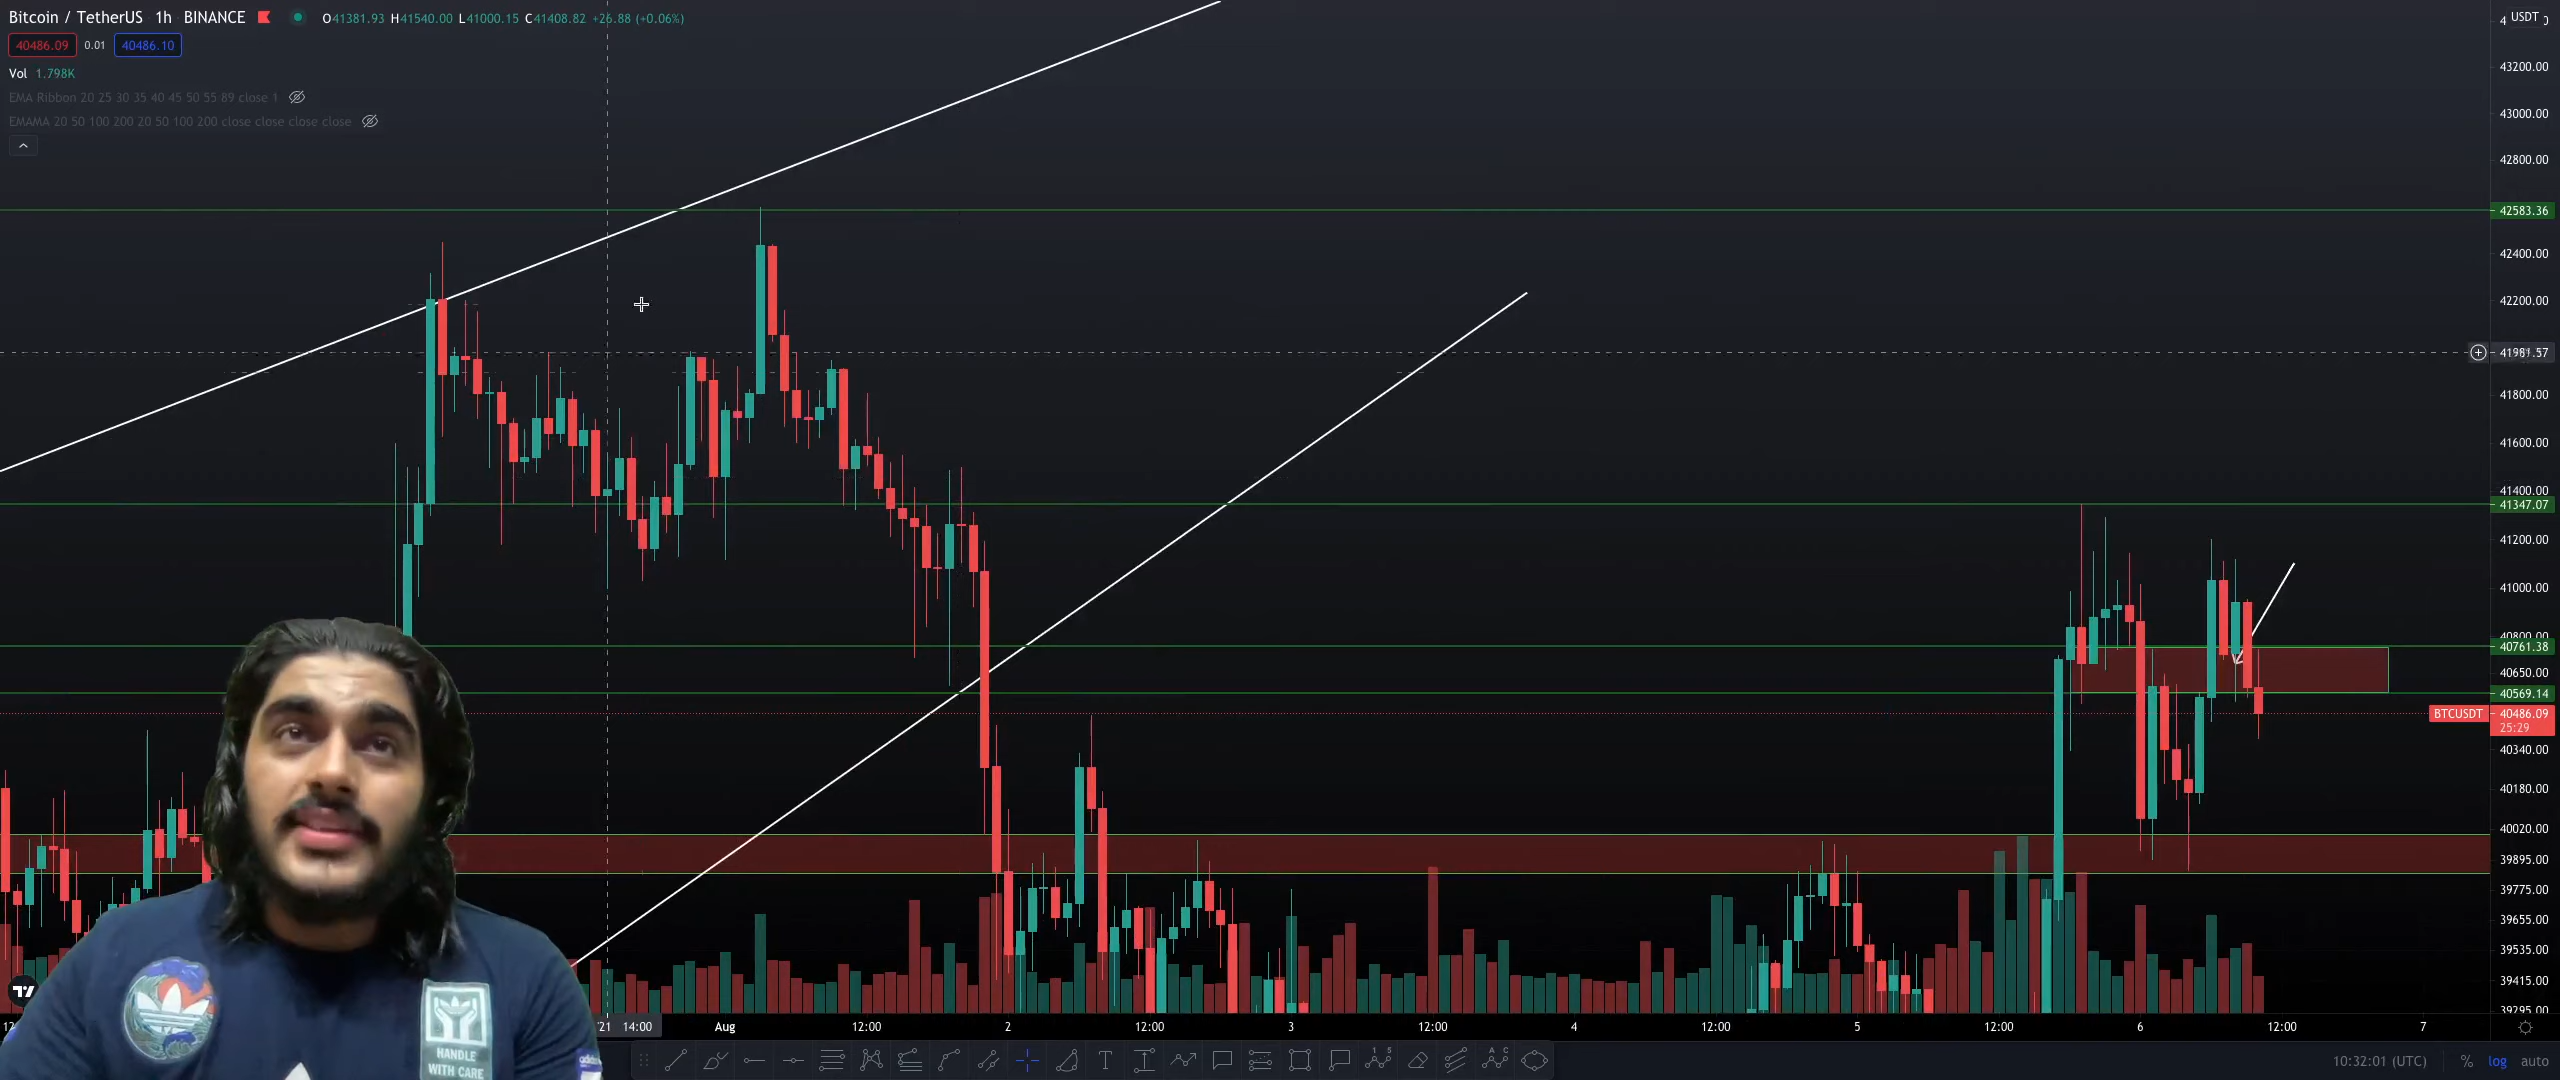 Bitcoin / TetherUS 1h BINANCE O41381.93 H41540.00 L41000.15 C41408.82 +26.88 (+0.06%)
40486.09 0.01 40486.10
Vol 1.798K
EMA Ribbon 20 25 30 35 40 45 50 55 89 close 1
EMAMA 20 50 100 200 20 50 100 200 close close close close
USDT
43200.00
43000.00
42800.00
42583.36
42400.00
42200.00
41981.57
41800.00
41600.00
41400.00
41347.07
41200.00
41000.00
40800.00
40761.38
40650.00
40569.14
BTCUSDT 40486.09
25:29
40340.00
40180.00
40020.00
39895.00
39775.00
39655.00
39535.00
39415.00
39295.00
'21 14:00 Aug 12:00 2 12:00 3 12:00 4 12:00 5 12:00 6 12:00 7
HANDLE
WITH CARE
adidas
10:32:01 (UTC) % log auto